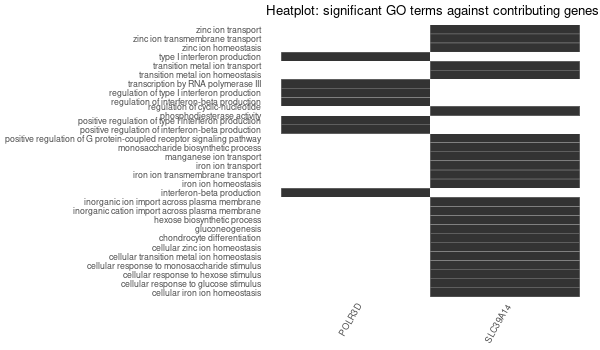 Heatplot: significant GO terms against contributing genes
zinc ion transport
zinc ion transmembrane transport
zinc ion homeostasis
type I interferon production
transition metal ion transport
transition metal ion homeostasis
transcription by RNA polymerase III
regulation of type I interferon production
regulation of interferon-beta production
regulation of cyclic-nucleotide
phosphodiesterase activity
positive regulation of type I interferon production
positive regulation of interferon-beta production
positive regulation of G protein-coupled receptor signaling pathway
monosaccharide biosynthetic process
manganese ion transport
iron ion transport
iron ion transmembrane transport
iron ion homeostasis
interferon-beta production
inorganic ion import across plasma membrane
inorganic cation import across plasma membrane
hexose biosynthetic process
gluconeogenesis
chondrocyte differentiation
cellular zinc ion homeostasis
cellular transition metal ion homeostasis
cellular response to monosaccharide stimulus
cellular response to hexose stimulus
cellular response to glucose stimulus
cellular iron ion homeostasis
POLR3D
SLC39A14